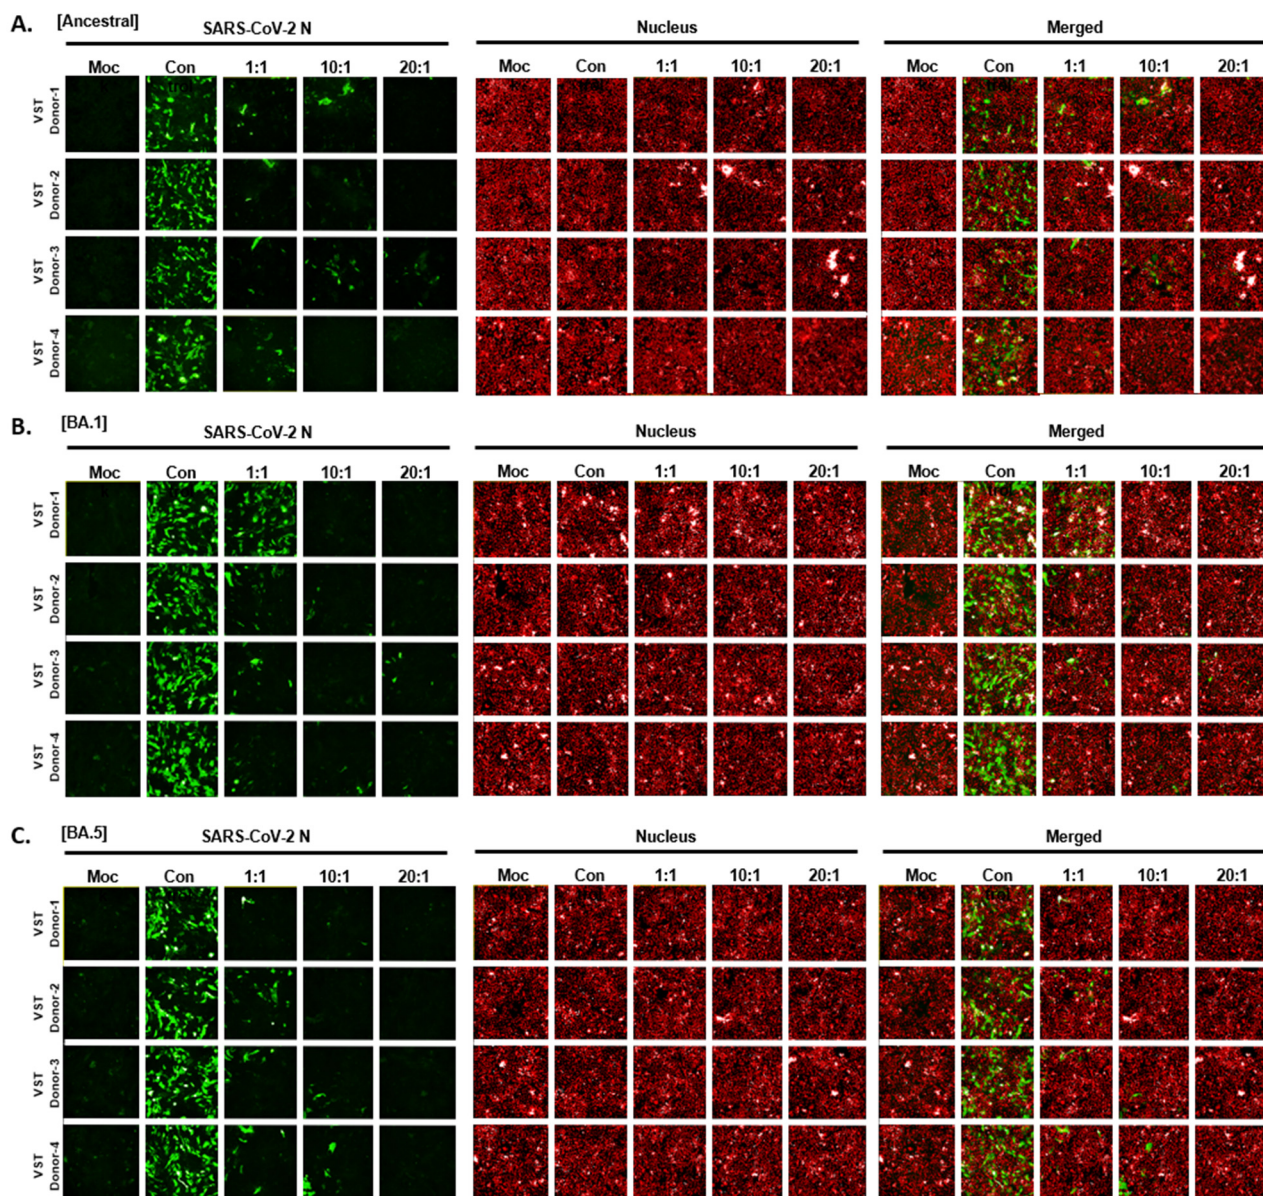 A. [Ancestral]
SARS-CoV-2 N Nucleus Merged
Moc Con 1:1 10:1 20:1 Moc Con 1:1 10:1 20:1 Moc Con 1:1 10:1 20:1
VST
Donor-1
VST
Donor-2
VST
Donor-3
VST
Donor-4
B. [BA.1]
SARS-CoV-2 N Nucleus Merged
Moc Con 1:1 10:1 20:1 Moc Con 1:1 10:1 20:1 Moc Con 1:1 10:1 20:1
VST
Donor-1
VST
Donor-2
VST
Donor-3
VST
Donor-4
C. [BA.5]
SARS-CoV-2 N Nucleus Merged
Moc Con 1:1 10:1 20:1 Moc Con 1:1 10:1 20:1 Moc Con 1:1 10:1 20:1
VST
Donor-1
VST
Donor-2
VST
Donor-3
VST
Donor-4